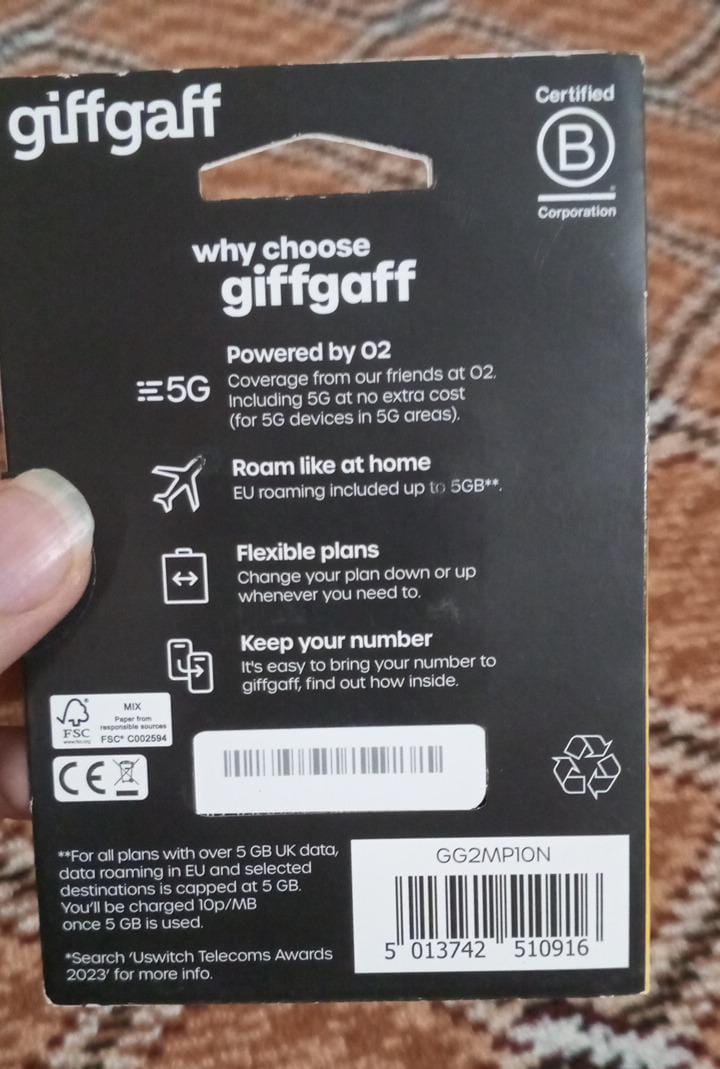 giffgaff
Certified
B
Corporation
why choose
giffgaff
Powered by O2
5G
Coverage from our friends at O2.
Including 5G at no extra cost
(for 5G devices in 5G areas).
Roam like at home
EU roaming included up to 5GB**.
Flexible plans
Change your plan down or up
whenever you need to.
Keep your number
It's easy to bring your number to
giffgaff, find out how inside.
FSC
www.fsc.org
MIX
Paper from
responsible sources
FSC® C002594
CE
**For all plans with over 5 GB UK data,
data roaming in EU and selected
destinations is capped at 5 GB.
You'll be charged 10p/MB
once 5 GB is used.
*Search 'Uswitch Telecoms Awards
2023' for more info.
GG2MP10N
5 013742 510916